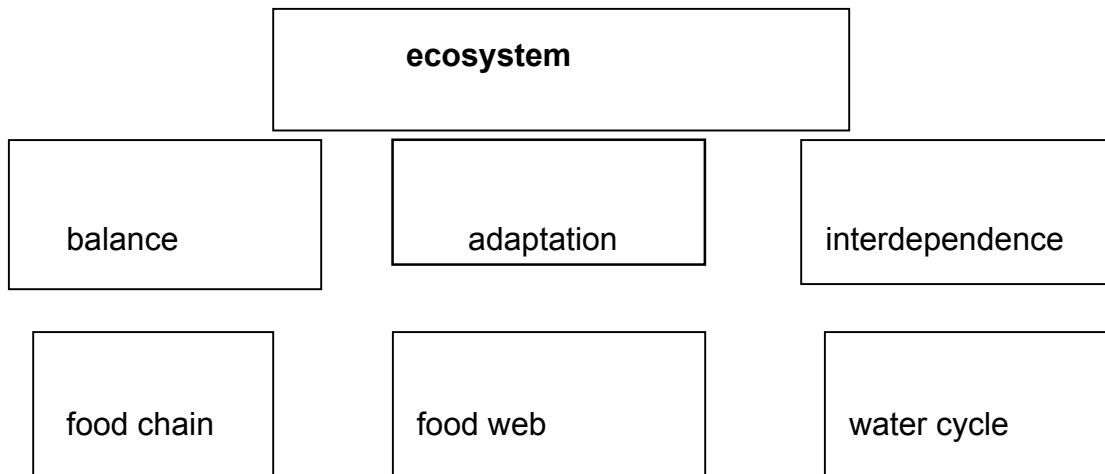 ecosystem
balance adaptation interdependence
food chain food web water cycle